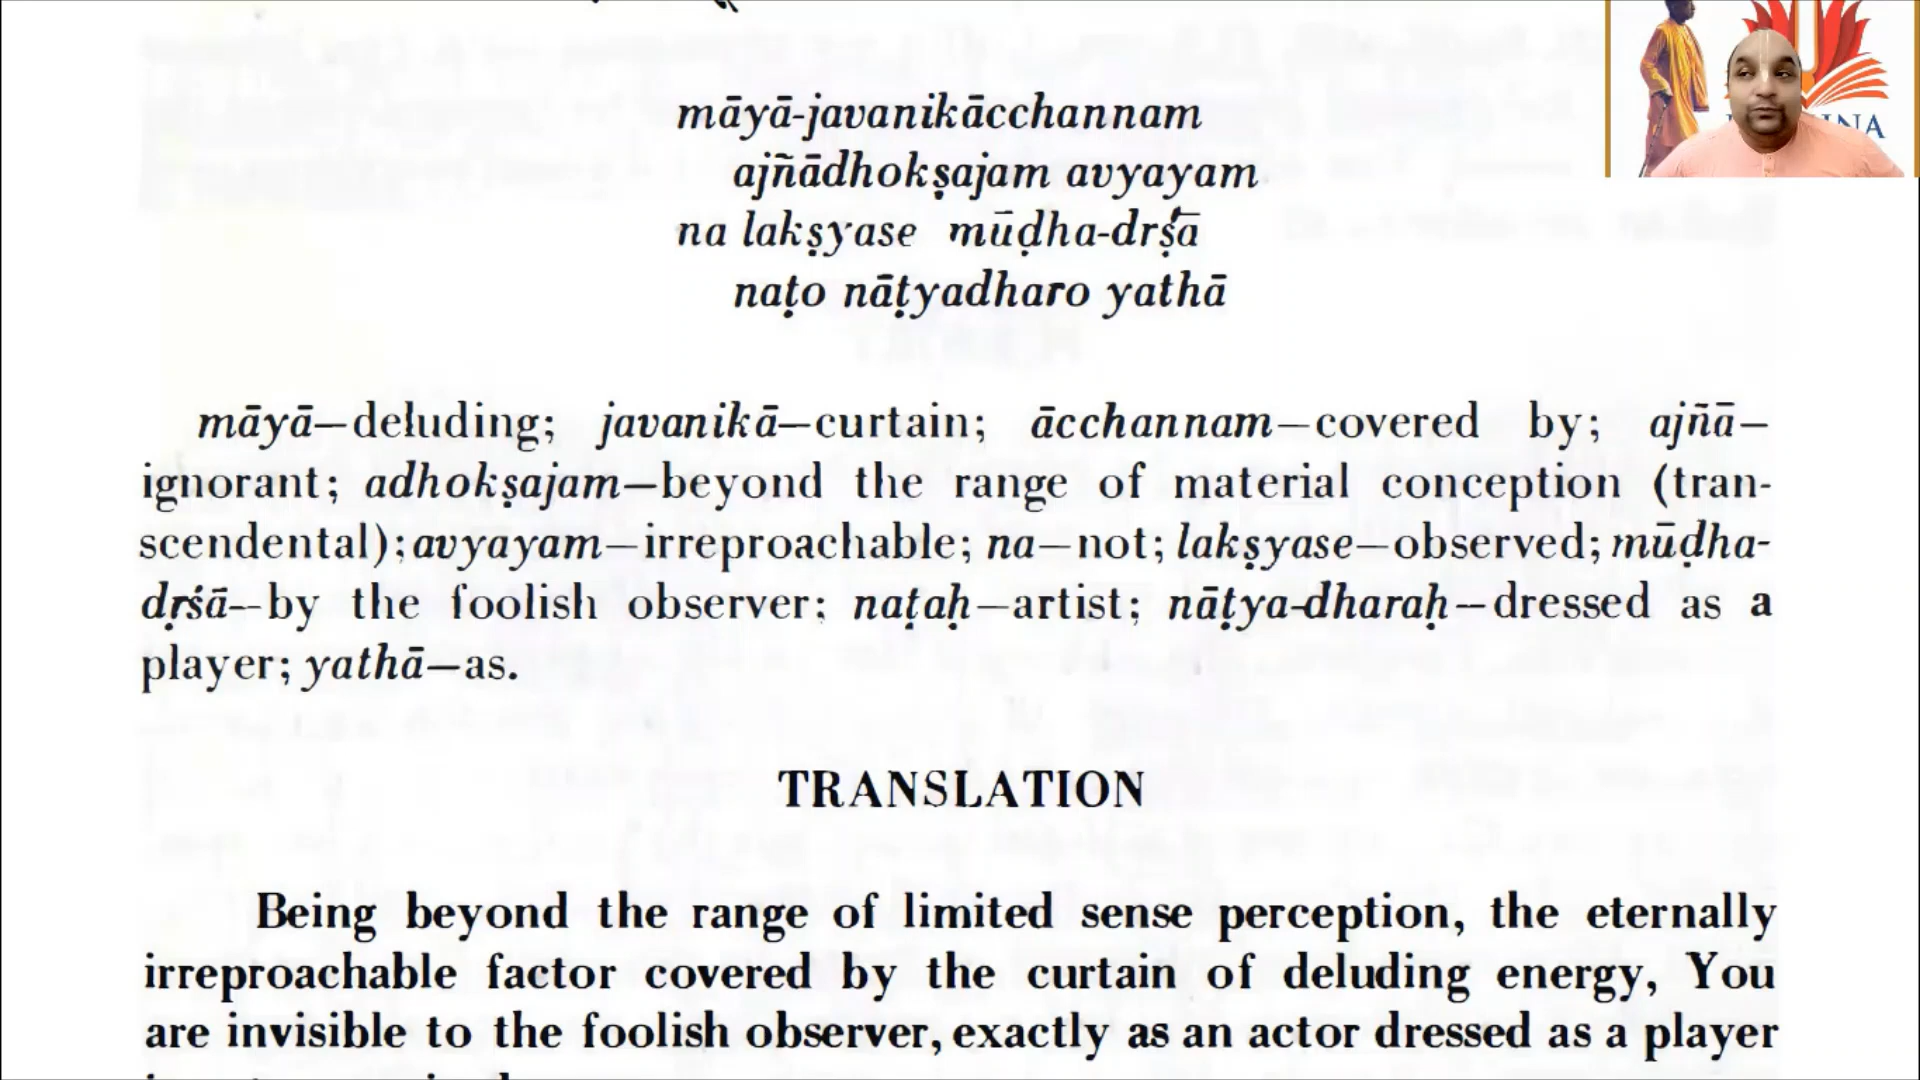 māyā-javanikācchannam
ajñādhokṣajam avyayam
na lakṣyase mūḍha-dṛśā
naṭo nāṭyadharo yathā
māyā—deluding; javanikā—curtain; ācchannam—covered by; ajñā—
ignorant; adhokṣajam—beyond the range of material conception (tran-
scendental); avyayam—irreproachable; na—not; lakṣyase—observed; mūḍha-
dṛśā—by the foolish observer; naṭaḥ—artist; nāṭya-dharaḥ—dressed as a
player; yathā—as.
TRANSLATION
Being beyond the range of limited sense perception, the eternally
irreproachable factor covered by the curtain of deluding energy, You
are invisible to the foolish observer, exactly as an actor dressed as a player